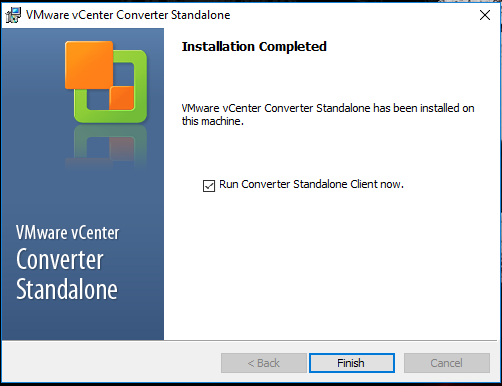 VMware vCenter Converter Standalone
Installation Completed
VMware vCenter Converter Standalone has been installed on
this machine.
Run Converter Standalone Client now.
VMware vCenter
Converter
Standalone
< Back
Finish
Cancel